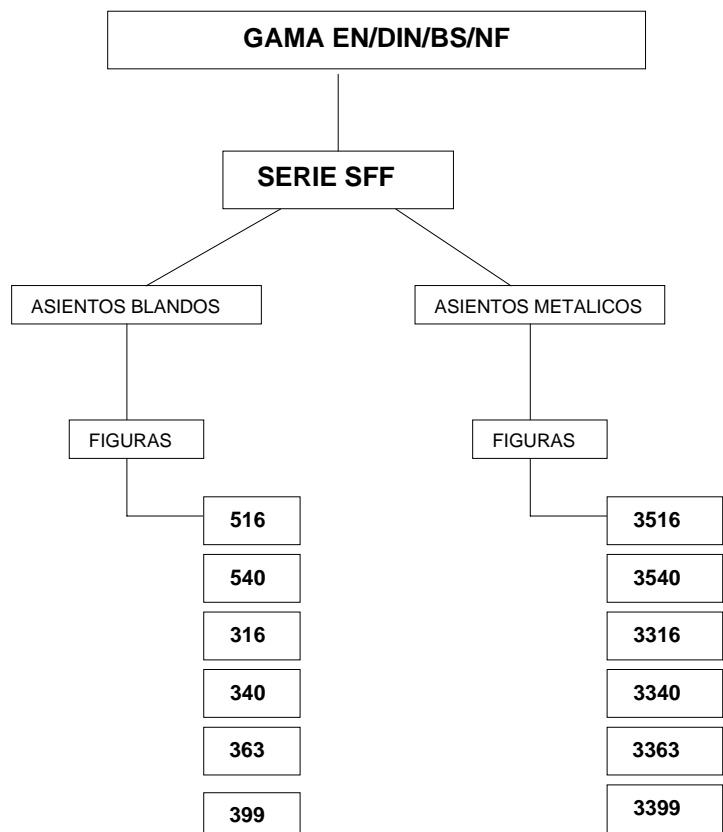 GAMA EN/DIN/BS/NF
SERIE SFF
ASIENTOS BLANDOS
ASIENTOS METALICOS
FIGURAS
FIGURAS
516
3516
540
3540
316
3316
340
3340
363
3363
399
3399